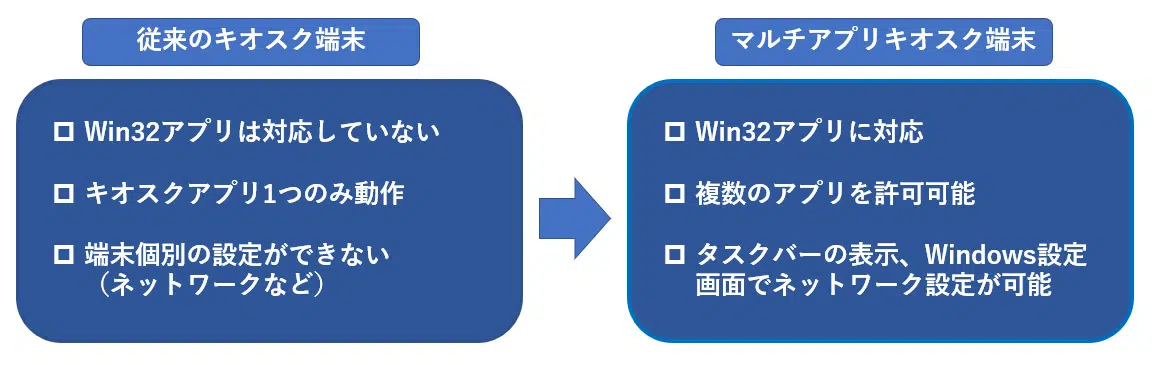 従来のキオスク端末
Win32アプリは対応していない
キオスクアプリ1つのみ動作
端末個別の設定ができない
（ネットワークなど）
マルチアプリキオスク端末
Win32アプリに対応
複数のアプリを許可可能
タスクバーの表示、Windows設定
画面でネットワーク設定が可能